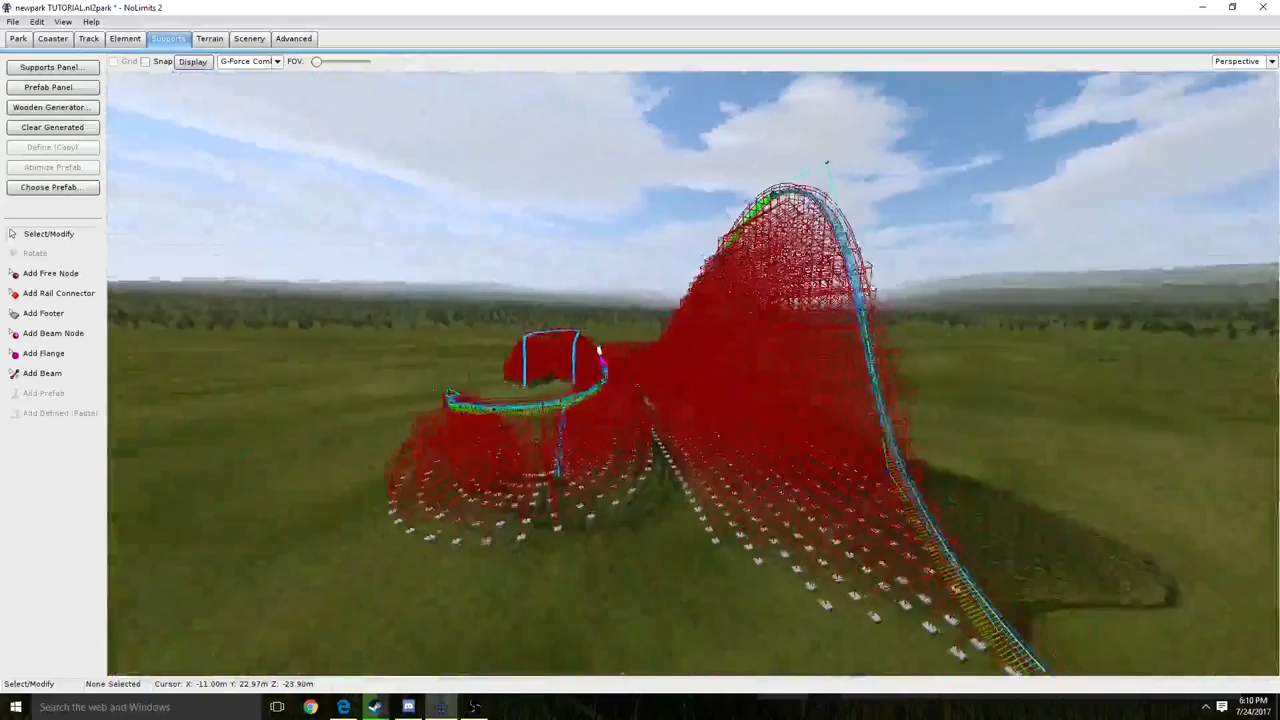 newpark TUTORIAL.nl2park * - NoLimits 2
File Edit View Help
Park Coaster Track Element Supports Terrain Scenery Advanced
Supports Panel... Grid Snap Display G-Force Coml FOV: Perspective
Prefab Panel.
Wooden Generator...
Clear Generated
Define (Copy)
Atomize Prefab
Choose Prefab...
Select/Modify
Rotate
Add Free Node
Add Rail Connector
Add Footer
Add Beam Node
Add Flange
Add Beam
Add Prefab
Add Defined (Paste)
Select/Modify None Selected Cursor: X: -11.00m Y: 22.97m Z: -23.90m
Search the web and Windows
6:10 PM
7/24/2017